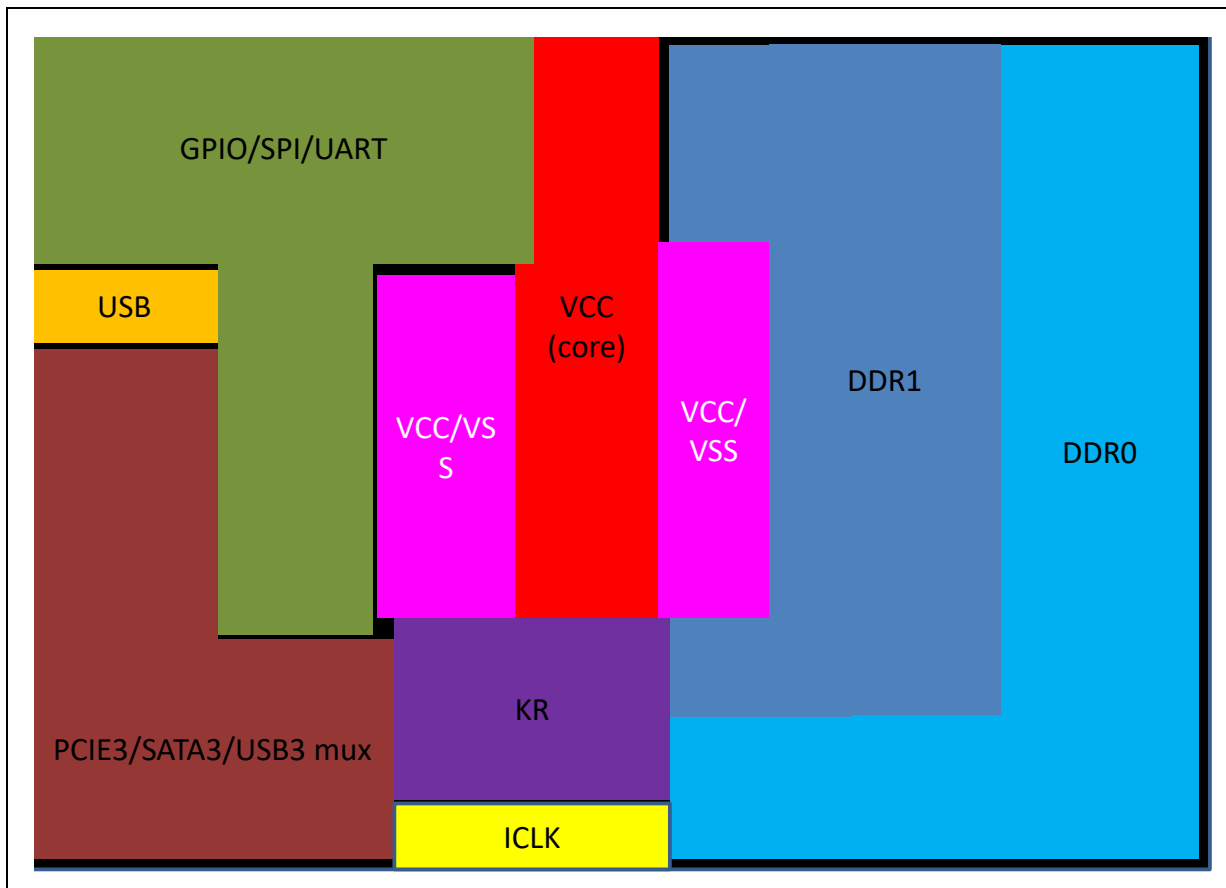 GPIO/SPI/UART
USB
VCC
(core)
VCC/VS
S
VCC/
VSS
DDR1
DDR0
KR
PCIE3/SATA3/USB3 mux
ICLK